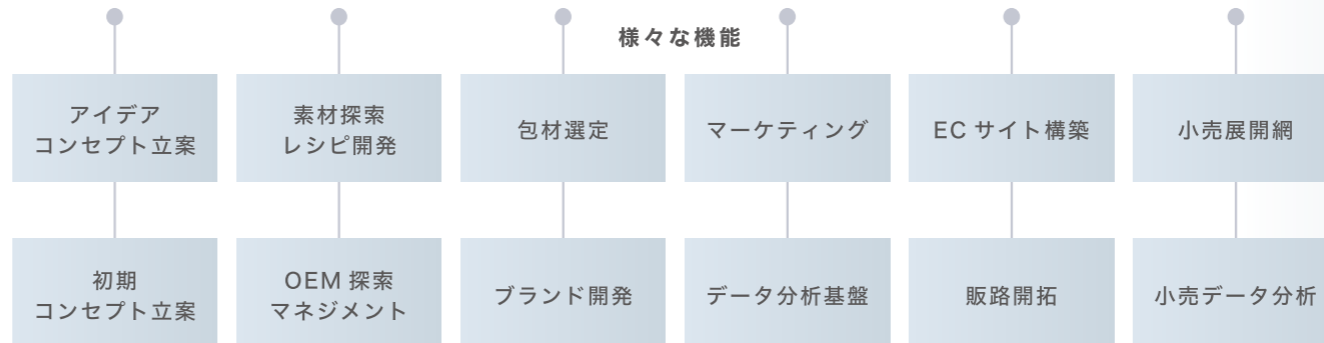 様々な機能
アイデア
コンセプト立案
素材探索
レシピ開発
包材選定
マーケティング
EC サイト構築
小売展開網
初期
コンセプト立案
OEM 探索
マネジメント
ブランド開発
データ分析基盤
販路開拓
小売データ分析